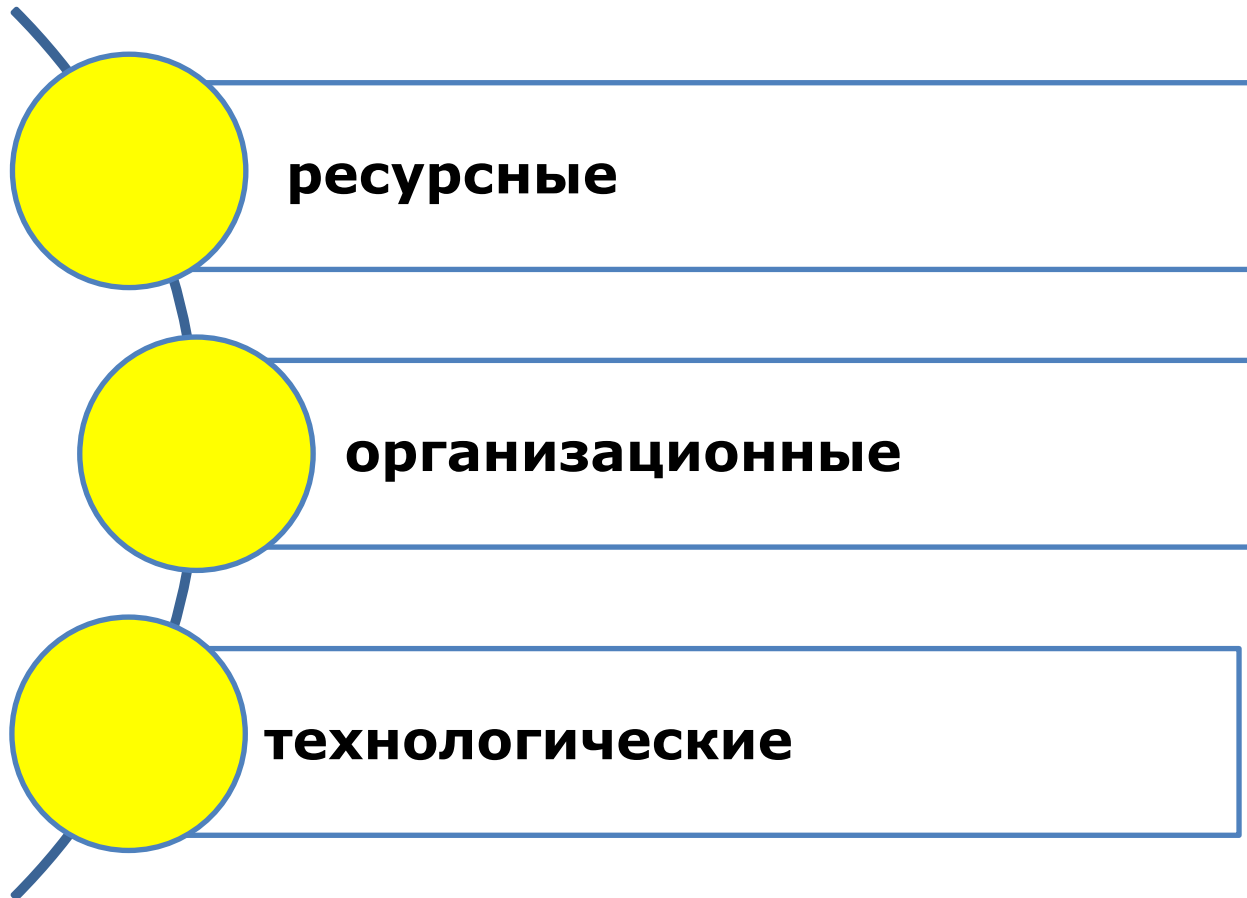 ресурсные
организационные
технологические